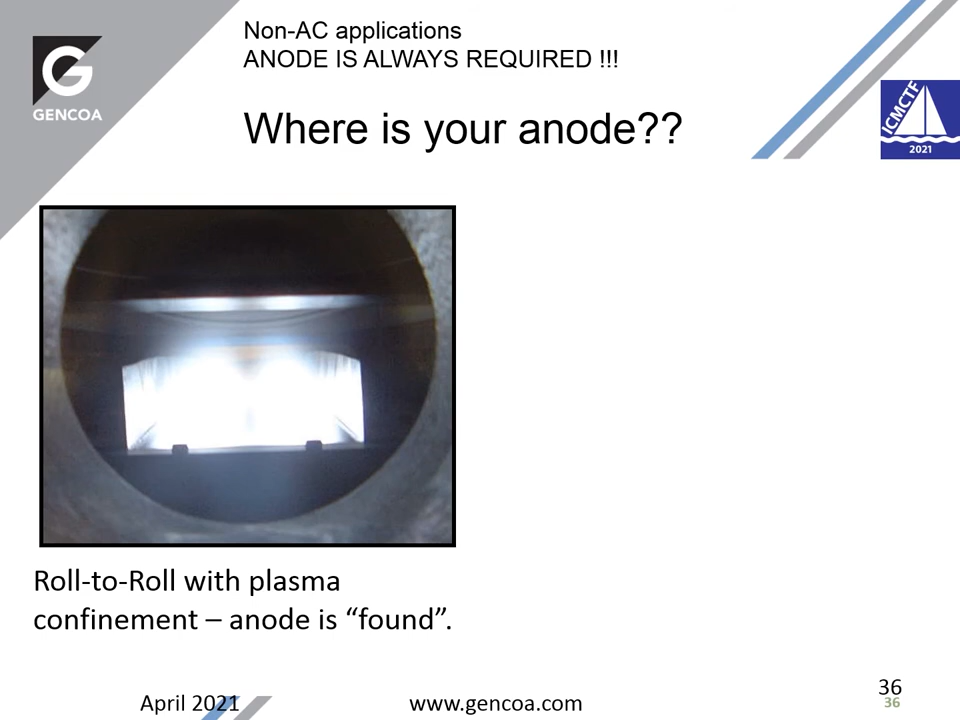 Non-AC applications
ANODE IS ALWAYS REQUIRED !!!
GENCOA
Where is your anode??
ICMCTF
2021
Roll-to-Roll with plasma
confinement – anode is “found”.
April 2021
www.gencoa.com
36
36